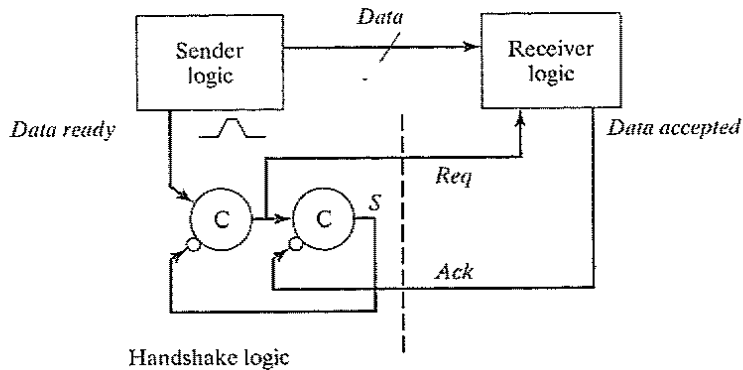 Data
Sender
logic
Receiver
logic
Data ready
Data accepted
Req
C
C
S
Ack
Handshake logic